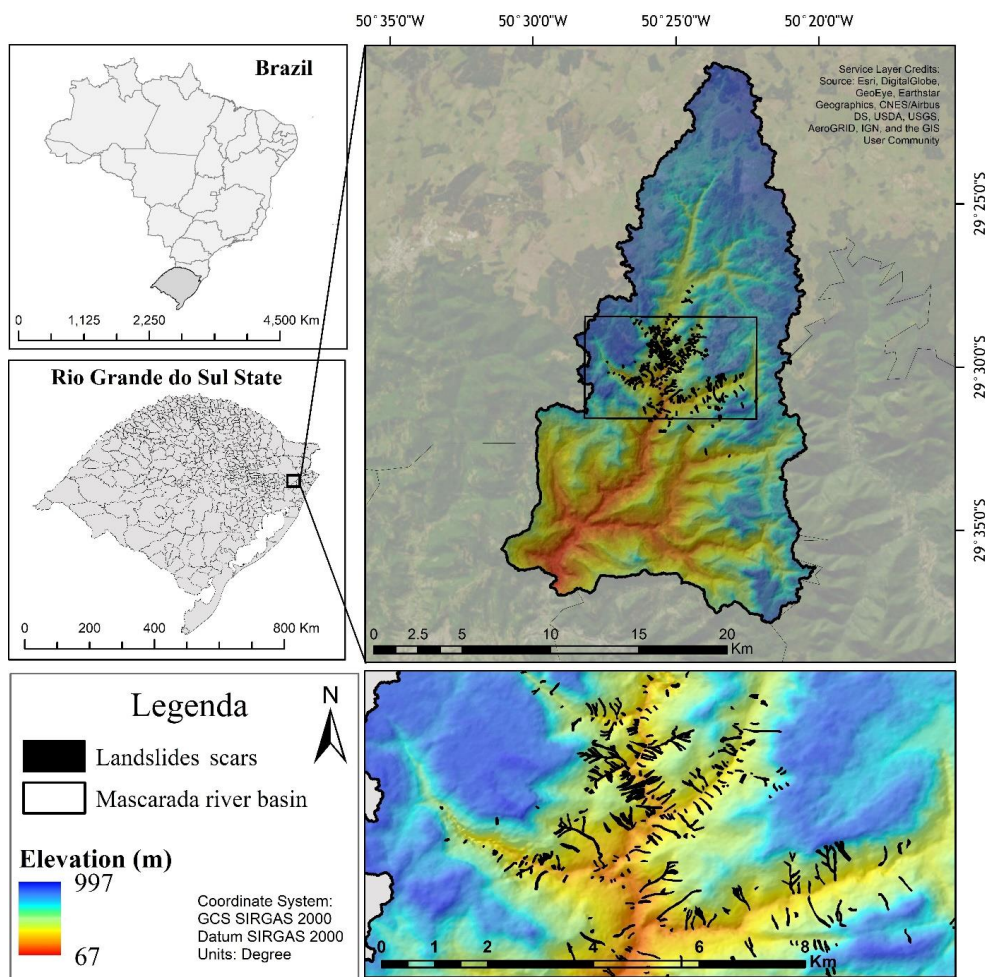 50°35'W 50°30'W 50°25'W 50°20'W
Brazil
0 1,125 2,250 4,500 Km
Rio Grande do Sul State
0 200 400 800 Km
Service Layer Credits:
Source: Esri, DigitalGlobe,
GeoEye, Earthstar
Geographics, CNES/Airbus
DS, USDA, USGS,
AeroGRID, IGN, and the GIS
User Community
29°25'0"S
29°30'0"S
29°35'0"S
0 2.5 5 10 15 20
Km
Legenda
N
Landslides scars
Mascarada river basin
Elevation (m)
997
67
Coordinate System:
GCS SIRGAS 2000
Datum SIRGAS 2000
Units: Degree
0 1 2 4 6 8
Km